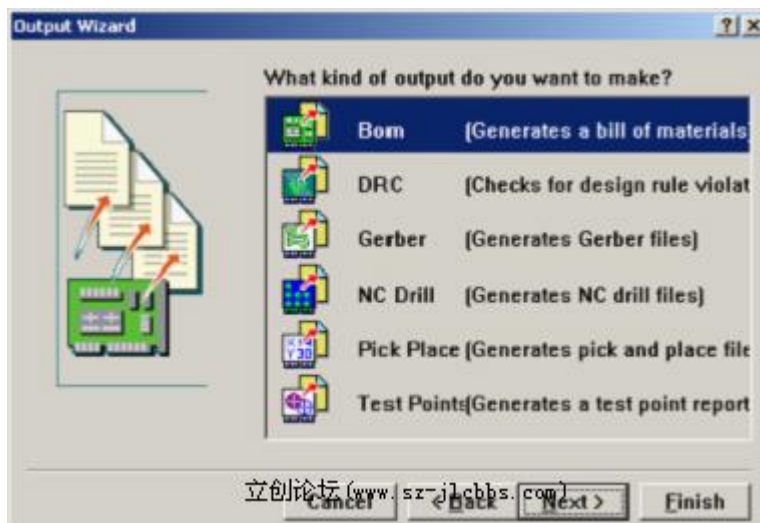 Output Wizard
What kind of output do you want to make?
Bom (Generates a bill of materials
DRC (Checks for design rule violat
Gerber (Generates Gerber files)
NC Drill (Generates NC drill files)
Pick Place (Generates pick and place file
Test Points(Generates a test point report
立创论坛(www.sz-jlcbbs.com)
Cancel < Back Next > Finish